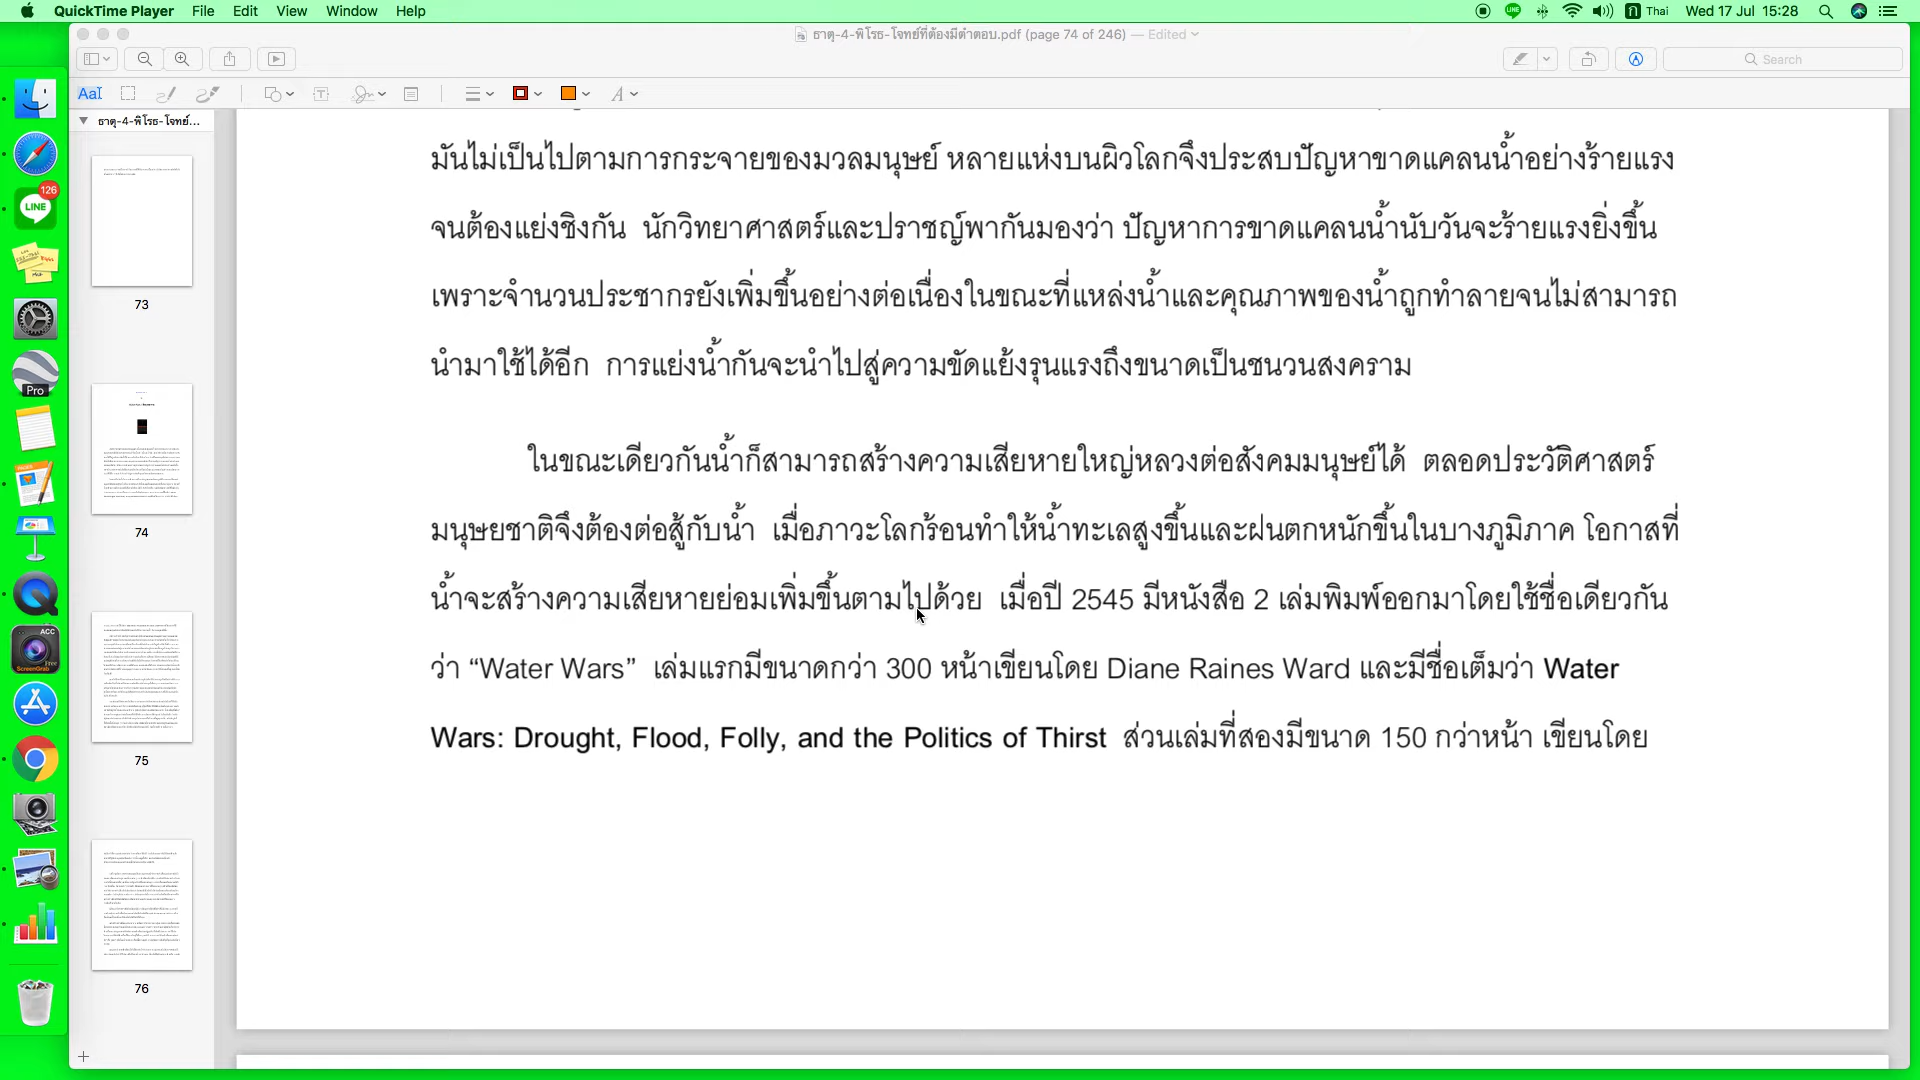 QuickTime Player File Edit View Window Help
Thai Wed 17 Jul 15:28
ธาตุ-4-พิโรธ-โจทย์ที่ต้องมีคำตอบ.pdf (page 74 of 246) — Edited
Search
ธาตุ-4-พิโรธ-โจทย์...
73
74
75
76
126
LINE
Pro
PAGES
ACC
ScreenGrab
Free
มันไม่เป็นไปตามการกระจายของมวลมนุษย์ หลายแห่งบนผิวโลกจึงประสบปัญหาขาดแคลนน้ำอย่างร้ายแรง
จนต้องแย่งชิงกัน นักวิทยาศาสตร์และปราชญ์พากันมองว่า ปัญหาการขาดแคลนน้ำนับวันจะร้ายแรงยิ่งขึ้น
เพราะจำนวนประชากรยังเพิ่มขึ้นอย่างต่อเนื่องในขณะที่แหล่งน้ำและคุณภาพของน้ำถูกทำลายจนไม่สามารถ
นำมาใช้ได้อีก การแย่งน้ำกันจะนำไปสู่ความขัดแย้งรุนแรงถึงขนาดเป็นชนวนสงคราม
ในขณะเดียวกันน้ำก็สามารถสร้างความเสียหายใหญ่หลวงต่อสังคมมนุษย์ได้ ตลอดประวัติศาสตร์
มนุษยชาติจึงต้องต่อสู้กับน้ำ เมื่อภาวะโลกร้อนทำให้น้ำทะเลสูงขึ้นและฝนตกหนักขึ้นในบางภูมิภาค โอกาสที่
น้ำจะสร้างความเสียหายย่อมเพิ่มขึ้นตามไปด้วย เมื่อปี 2545 มีหนังสือ 2 เล่มพิมพ์ออกมาโดยใช้ชื่อเดียวกัน
ว่า “Water Wars” เล่มแรกมีขนาดกว่า 300 หน้าเขียนโดย Diane Raines Ward และมีชื่อเต็มว่า Water
Wars: Drought, Flood, Folly, and the Politics of Thirst ส่วนเล่มที่สองมีขนาด 150 กว่าหน้า เขียนโดย